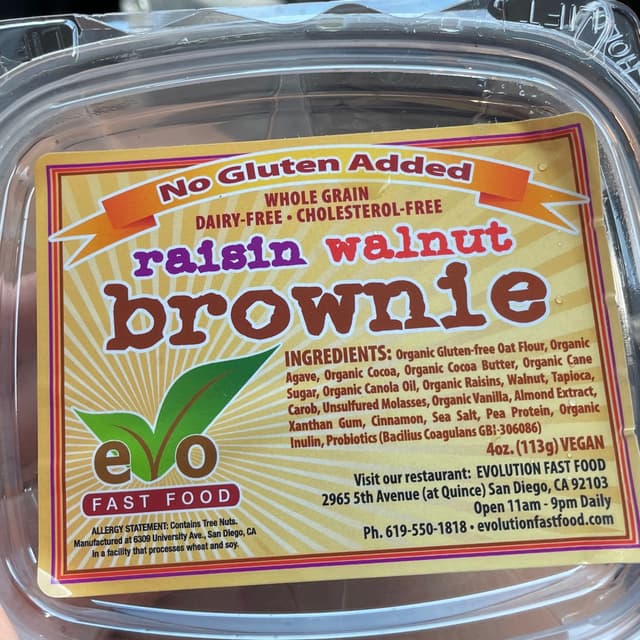 No Gluten Added
WHOLE GRAIN
DAIRY-FREE • CHOLESTEROL-FREE
raisin walnut
brownie
INGREDIENTS: Organic Gluten-free Oat Flour, Organic
Agave, Organic Cocoa, Organic Cocoa Butter, Organic Cane
Sugar, Organic Canola Oil, Organic Raisins, Walnut, Tapioca,
Carob, Unsulfured Molasses, Organic Vanilla, Almond Extract,
Xanthan Gum, Cinnamon, Sea Salt, Pea Protein, Organic
Inulin, Probiotics (Bacilius Coagulans GBI-306086)
4oz. (113g) VEGAN
evo
FAST FOOD
ALLERGY STATEMENT: Contains Tree Nuts.
Manufactured at 6309 University Ave., San Diego, CA
In a facility that processes wheat and soy.
Visit our restaurant: EVOLUTION FAST FOOD
2965 5th Avenue (at Quince) San Diego, CA 92103
Open 11am - 9pm Daily
Ph. 619-550-1818 • evolutionfastfood.com